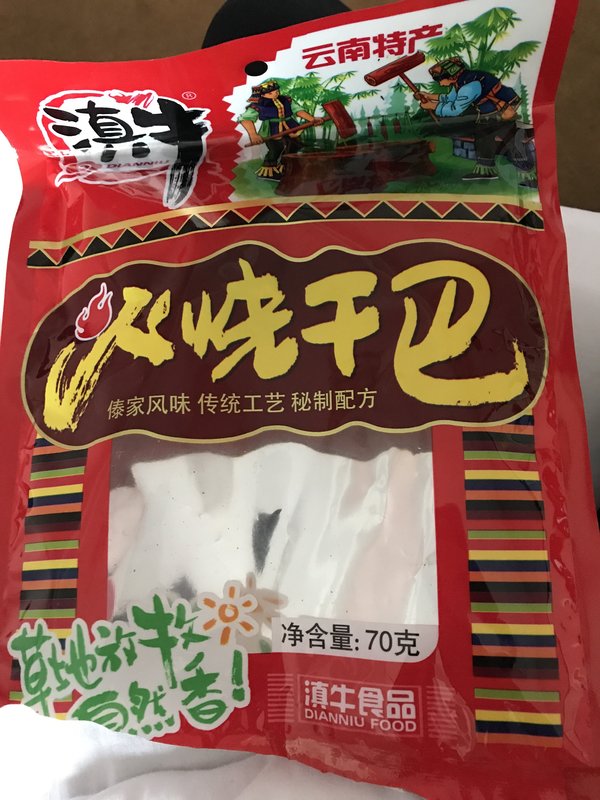 云南特产
滇牛®
DIANNIU
火烧干巴
傣家风味 传统工艺 秘制配方
草地放牧
自然香!
净含量: 70克
滇牛食品
DIANNIU FOOD